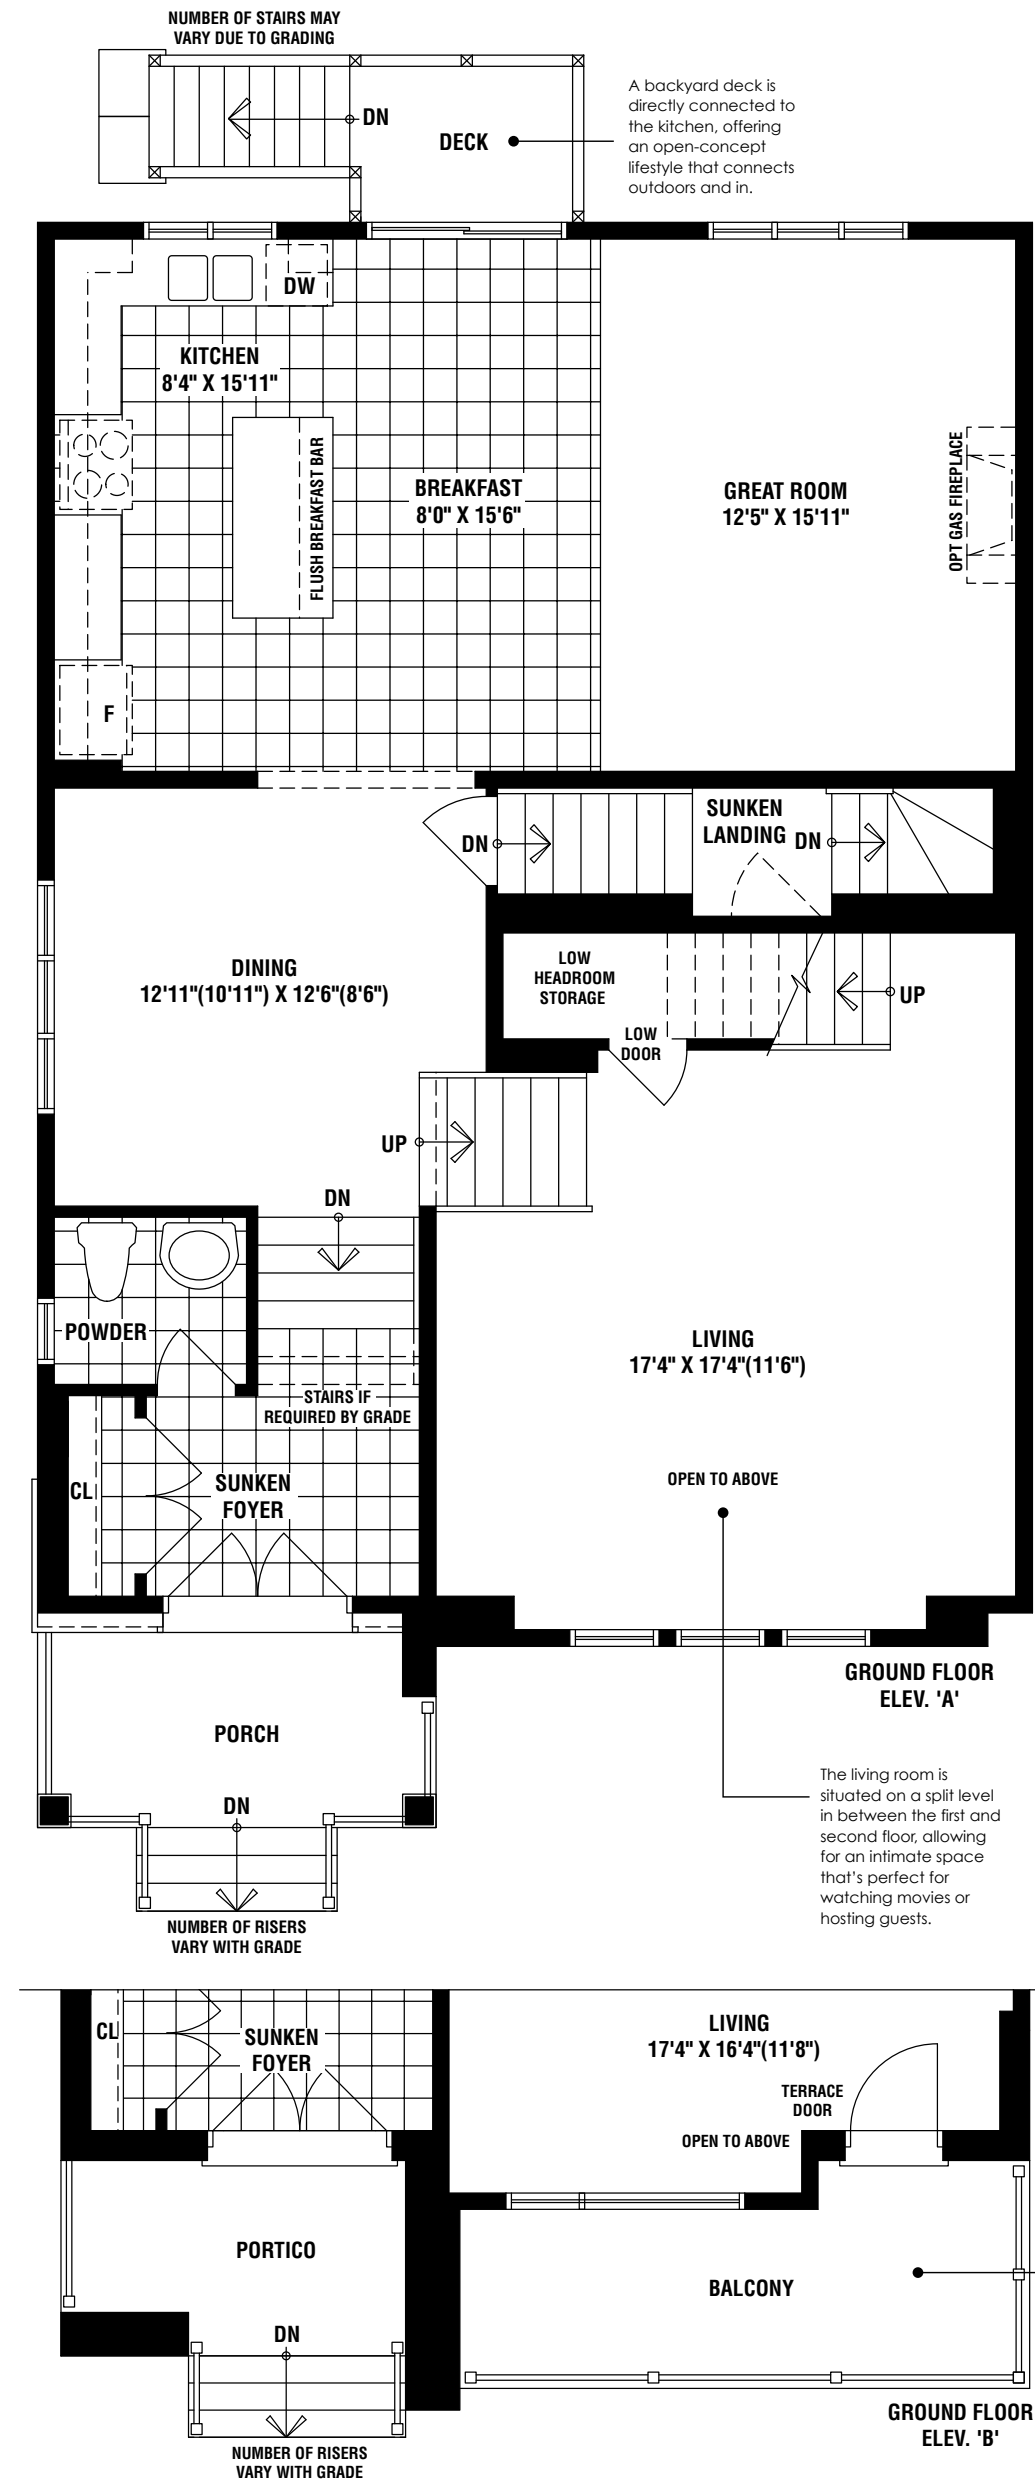 NUMBER OF STAIRS MAY
VARY DUE TO GRADING
DN
DECK
A backyard deck is
directly connected to
the kitchen, offering
an open-concept
lifestyle that connects
outdoors and in.
DW
KITCHEN
8'4" X 15'11"
FLUSH BREAKFAST BAR
BREAKFAST
8'0" X 15'6"
GREAT ROOM
12'5" X 15'11"
OPT GAS FIREPLACE
F
DN
SUNKEN
LANDING
DN
DINING
12'11"(10'11") X 12'6"(8'6")
LOW
HEADROOM
STORAGE
UP
LOW
DOOR
UP
DN
POWDER
LIVING
17'4" X 17'4"(11'6")
STAIRS IF
REQUIRED BY GRADE
CL
SUNKEN
FOYER
OPEN TO ABOVE
GROUND FLOOR
ELEV. 'A'
PORCH
DN
The living room is
situated on a split level
in between the first and
second floor, allowing
for an intimate space
that's perfect for
watching movies or
hosting guests.
NUMBER OF RISERS
VARY WITH GRADE
CL
SUNKEN
FOYER
LIVING
17'4" X 16'4"(11'8")
TERRACE
DOOR
OPEN TO ABOVE
PORTICO
BALCONY
DN
GROUND FLOOR
ELEV. 'B'
NUMBER OF RISERS
VARY WITH GRADE